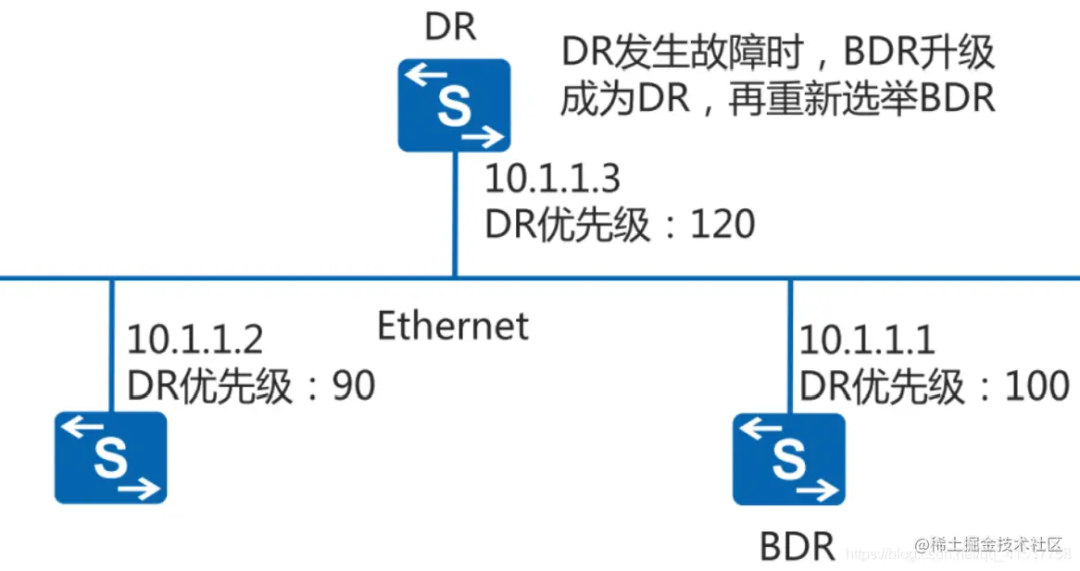 DR
DR发生故障时，BDR升级
成为DR，再重新选举BDR
S
10.1.1.3
DR优先级：120
Ethernet
10.1.1.2
DR优先级：90
10.1.1.1
DR优先级：100
S
S
BDR
@稀土掘金技术社区